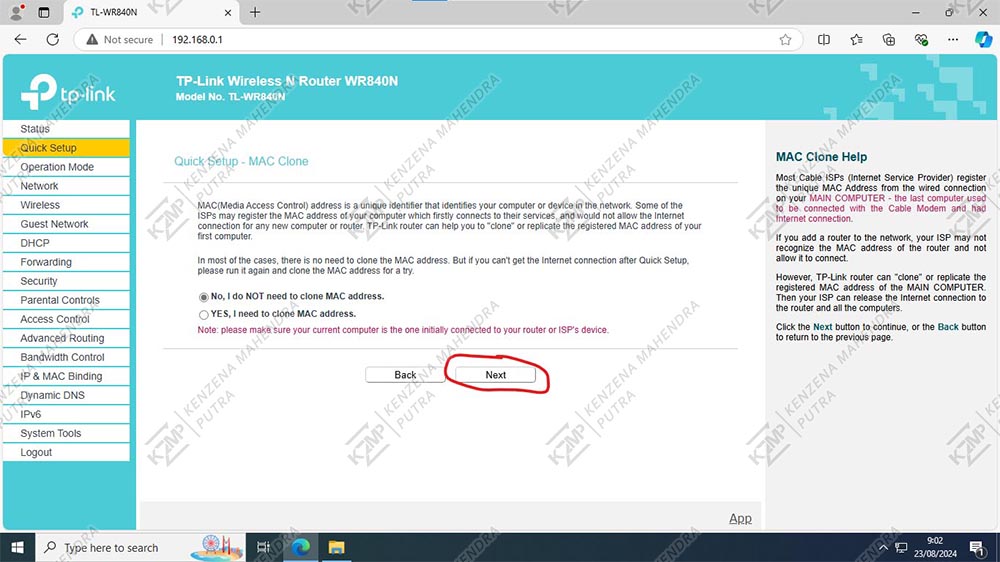 TL-WR840N
Not secure
192.168.0.1
tp-link
TP-Link Wireless N Router WR840N
Model No. TL-WR840N
Status
Quick Setup
Operation Mode
Network
Wireless
Guest Network
DHCP
Forwarding
Security
Parental Controls
Access Control
Advanced Routing
Bandwidth Control
IP & MAC Binding
Dynamic DNS
IPv6
System Tools
Logout
Quick Setup - MAC Clone
MAC(Media Access Control) address is a unique identifier that identifies your computer or device in the network. Some of the
ISPs may register the MAC address of your computer which firstly connects to their services, and would not allow the Internet
connection for any new computer or router. TP-Link router can help you to "clone" or replicate the registered MAC address of your
first computer.
In most of the cases, there is no need to clone the MAC address. But if you can't get the Internet connection after Quick Setup,
please run it again and clone the MAC address for a try.
No, I do NOT need to clone MAC address.
YES, I need to clone MAC address.
Note: please make sure your current computer is the one initially connected to your router or ISP's device.
Back
Next
App
MAC Clone Help
Most Cable ISPs (Internet Service Provider) register
the unique MAC Address from the wired connection
on your MAIN COMPUTER - the last computer used
to be connected with the Cable Modem and had
Internet connection.
If you add a router to the network, your ISP may not
recognize the MAC address of the router and not
allow it to connect.
However, TP-Link router can "clone" or replicate the
registered MAC address of the MAIN COMPUTER.
Then your ISP can release the Internet connection to
the router and all the computers.
Click the Next button to continue, or the Back button
to return to the previous page.
Type here to search
9:02
23/08/2024
1
KZMP
KENZENA MAHENDRA
PUTRA